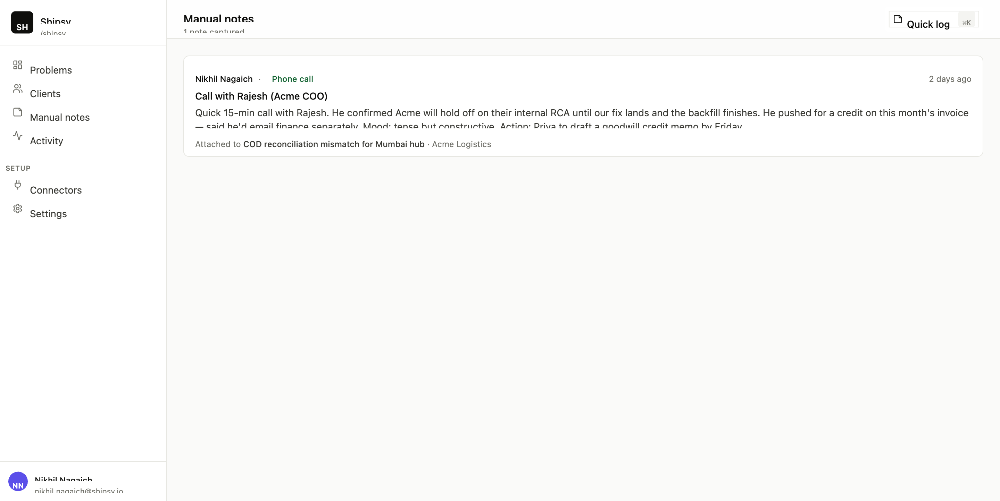 SH
Shipsy
/shipsy
Problems
Clients
Manual notes
Activity
SETUP
Connectors
Settings
NN
Nikhil Nagaich
nikhil.nagaich@shipsy.io
Manual notes
1 note captured
Quick log ⌘K
Nikhil Nagaich · Phone call 2 days ago
Call with Rajesh (Acme COO)
Quick 15-min call with Rajesh. He confirmed Acme will hold off on their internal RCA until our fix lands and the backfill finishes. He pushed for a credit on this month's invoice
— said he'd email finance separately. Mood: tense but constructive. Action: Priya to draft a goodwill credit memo by Friday.
Attached to COD reconciliation mismatch for Mumbai hub · Acme Logistics